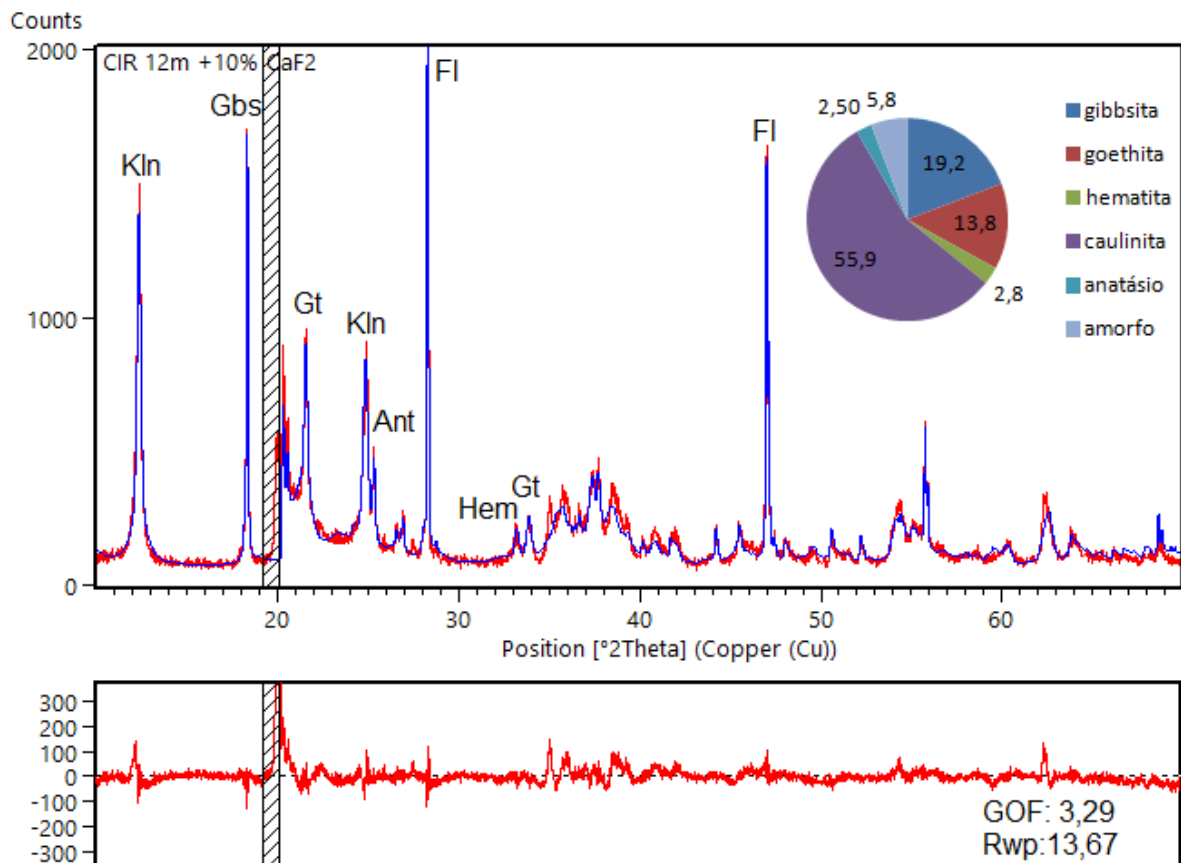 Counts
2000
1000
0
CIR 12m +10% CaF2
Kln
Gbs
Gt
Kln
Ant
Fl
Hem
Gt
Fl
2,50
5,8
19,2
13,8
2,8
55,9
gibbsita
goethita
hematita
caulinita
anatásio
amorfo
20
30
40
50
60
Position [°2Theta] (Copper (Cu))
300
200
100
0
-100
-200
-300
GOF: 3,29
Rwp:13,67